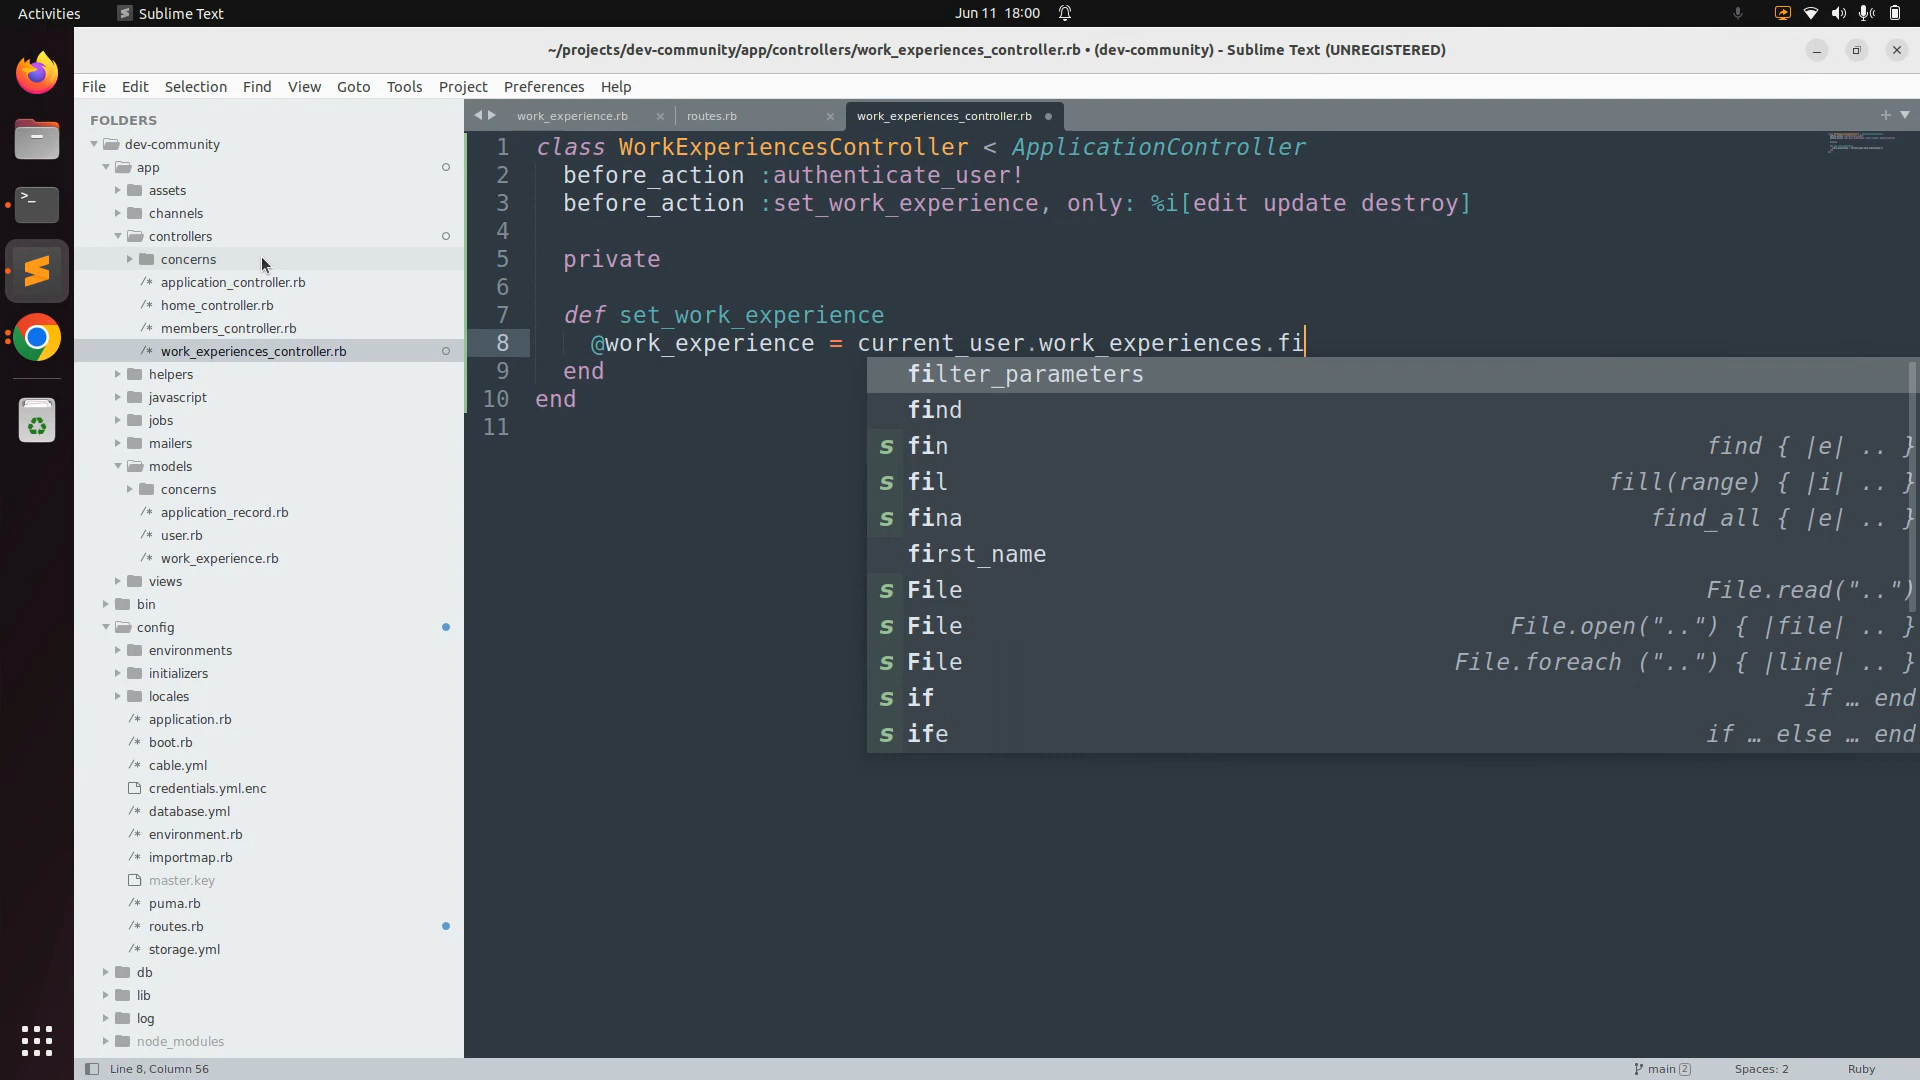 Activities
Sublime Text
Jun 11 18:00
~/projects/dev-community/app/controllers/work_experiences_controller.rb • (dev-community) - Sublime Text (UNREGISTERED)
File Edit Selection Find View Goto Tools Project Preferences Help
FOLDERS
dev-community
app
assets
channels
controllers
concerns
application_controller.rb
home_controller.rb
members_controller.rb
work_experiences_controller.rb
helpers
javascript
jobs
mailers
models
concerns
application_record.rb
user.rb
work_experience.rb
views
bin
config
environments
initializers
locales
application.rb
boot.rb
cable.yml
credentials.yml.enc
database.yml
environment.rb
importmap.rb
master.key
puma.rb
routes.rb
storage.yml
db
lib
log
node_modules
work_experience.rb × routes.rb × work_experiences_controller.rb •
1 class WorkExperiencesController < ApplicationController
2 before_action :authenticate_user!
3 before_action :set_work_experience, only: %i[edit update destroy]
4
5 private
6
7 def set_work_experience
8 @work_experience = current_user.work_experiences.fi
9 end
10 end
11
filter_parameters
find
s fin find { |e| .. }
s fil fill(range) { |i| .. }
s fina find_all { |e| .. }
first_name
s File File.read("..")
s File File.open("..") { |file| .. }
s File File.foreach ("..") { |line| .. }
s if if … end
s ife if … else … end
Line 8, Column 56
main 2
Spaces: 2
Ruby